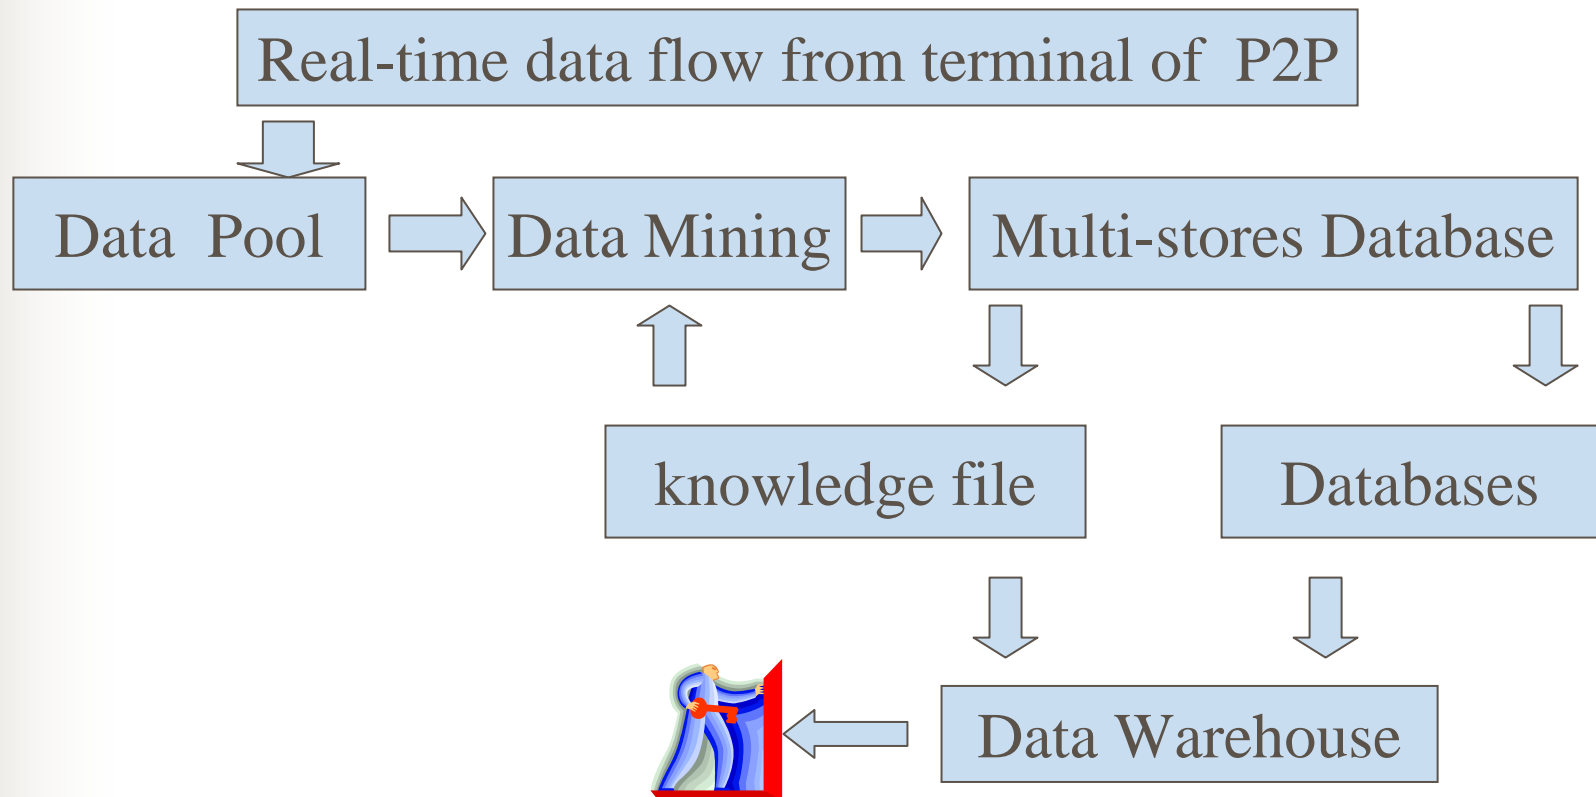 Real-time data flow from terminal of P2P
Data Pool
Data Mining
Multi-stores Database
knowledge file
Databases
Data Warehouse